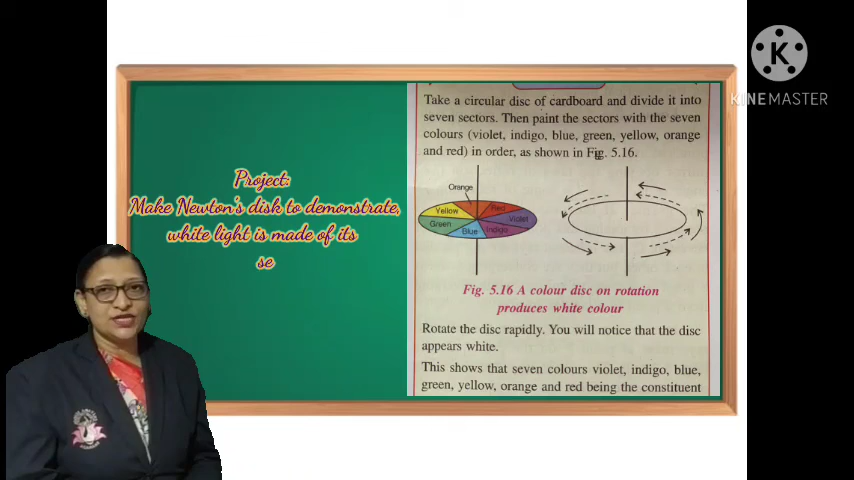 K
KINEMASTER
Project:
Make Newton's disk to demonstrate,
white light is made of its
se
Take a circular disc of cardboard and divide it into
seven sectors. Then paint the sectors with the seven
colours (violet, indigo, blue, green, yellow, orange
and red) in order, as shown in Fig. 5.16.
Orange
Yellow
Red
Green
Violet
Blue
Indigo
Fig. 5.16 A colour disc on rotation
produces white colour
Rotate the disc rapidly. You will notice that the disc
appears white.
This shows that seven colours violet, indigo, blue,
green, yellow, orange and red being the constituent